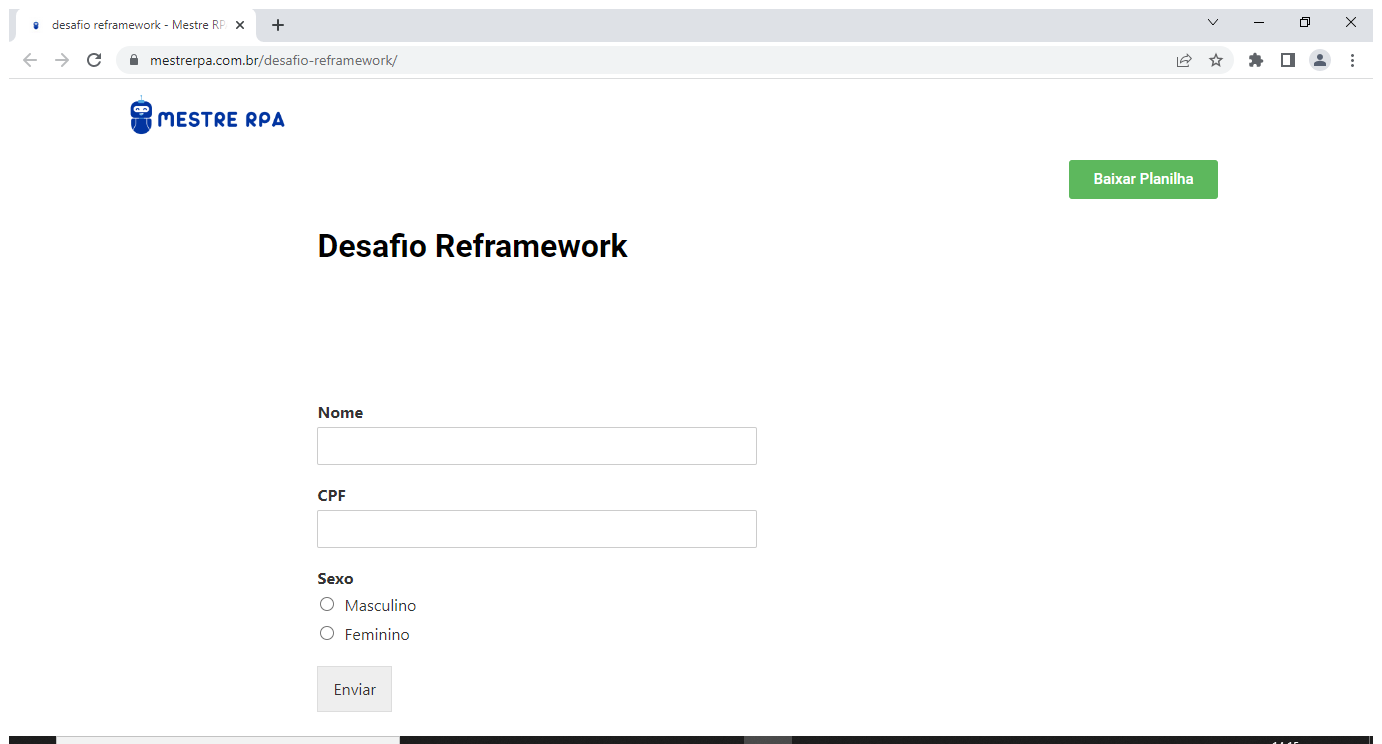 desafio reframework - Mestre RP
mestrerpa.com.br/desafio-reframework/
MESTRE RPA
Baixar Planilha
Desafio Reframework
Nome
CPF
Sexo
Masculino
Feminino
Enviar